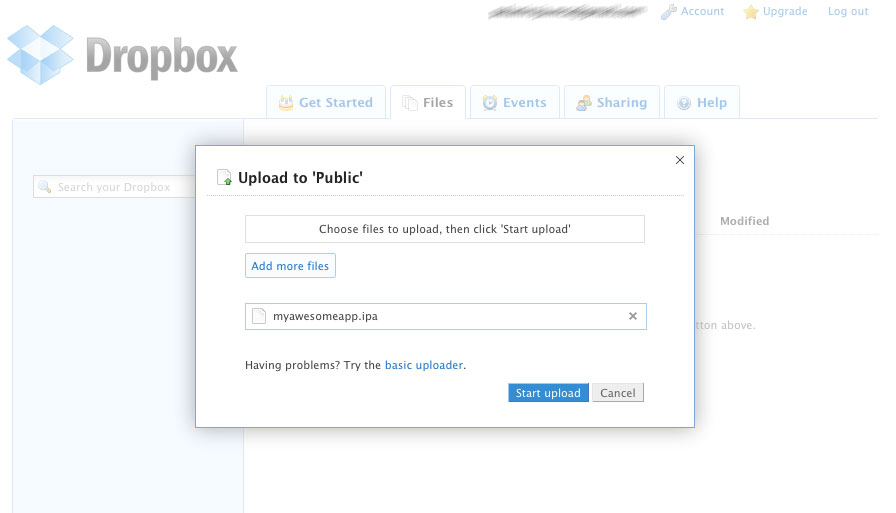 Account Upgrade Log out
Dropbox
Get Started Files Events Sharing Help
Search your Dropbox
Upload to 'Public'
Modified
Choose files to upload, then click 'Start upload'
Add more files
myawesomeapp.ipa
tton above.
Having problems? Try the basic uploader.
Start upload Cancel